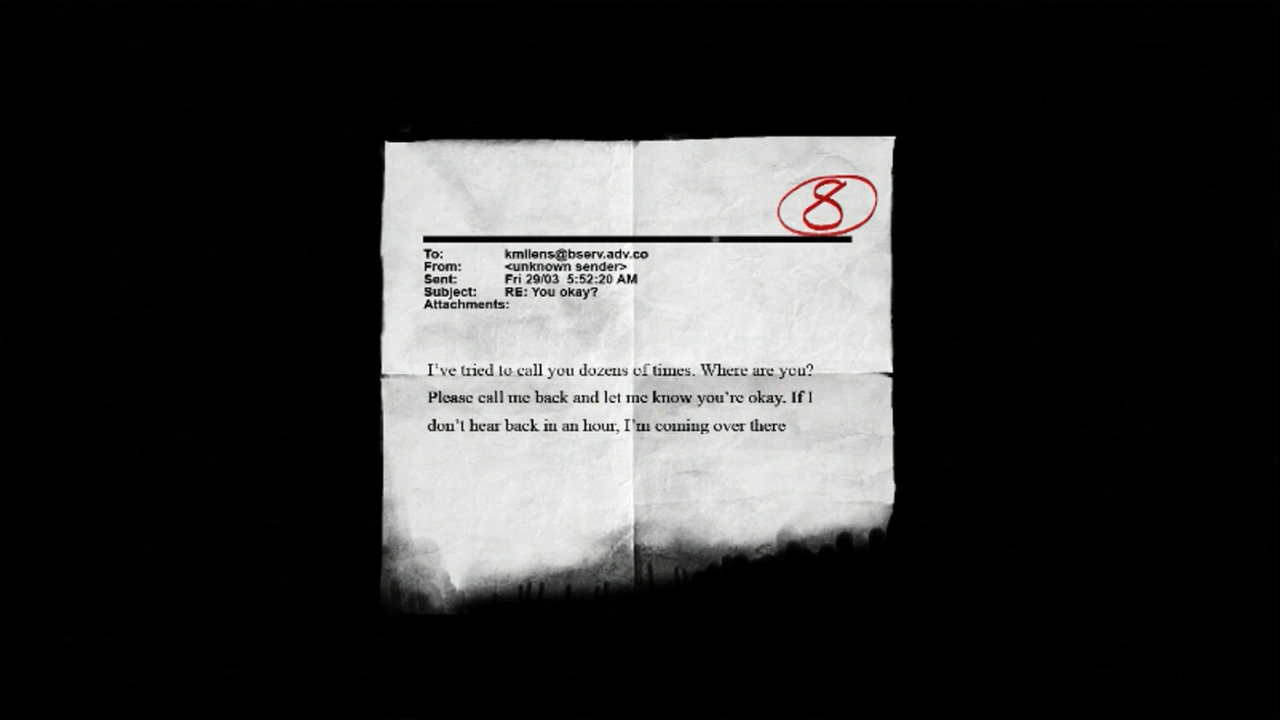 8
To: kmliens@bserv.adv.co
From: <unknown sender>
Sent: Fri 29/03 5:52:20 AM
Subject: RE: You okay?
Attachments:
I've tried to call you dozens of times. Where are you?
Please call me back and let me know you're okay. If I
don't hear back in an hour, I'm coming over there